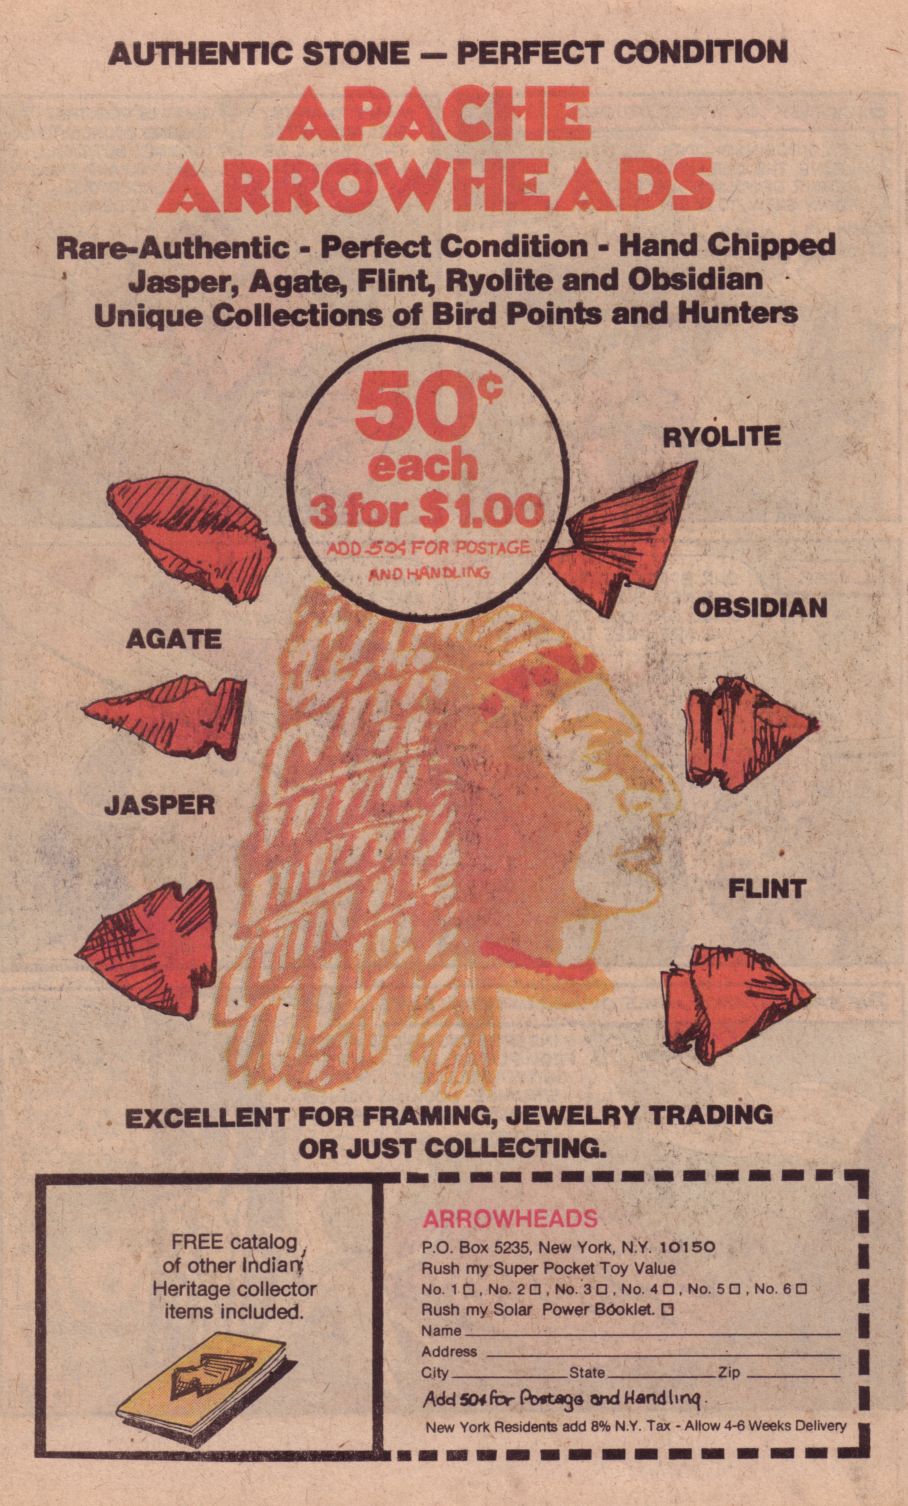 AUTHENTIC STONE — PERFECT CONDITION
APACHE
ARROWHEADS
Rare-Authentic - Perfect Condition - Hand Chipped
Jasper, Agate, Flint, Ryolite and Obsidian
Unique Collections of Bird Points and Hunters
50¢
each
3 for $1.00
ADD 50¢ FOR POSTAGE
AND HANDLING
RYOLITE
OBSIDIAN
AGATE
JASPER
FLINT
EXCELLENT FOR FRAMING, JEWELRY TRADING
OR JUST COLLECTING.
FREE catalog
of other Indian
Heritage collector
items included.
ARROWHEADS
P.O. Box 5235, New York, N.Y. 10150
Rush my Super Pocket Toy Value
No. 1 □, No. 2 □, No. 3 □, No. 4 □, No. 5 □, No. 6 □
Rush my Solar Power Booklet. □
Name
Address
City State Zip
Add 50¢ for Postage and Handling.
New York Residents add 8% N.Y. Tax - Allow 4-6 Weeks Delivery